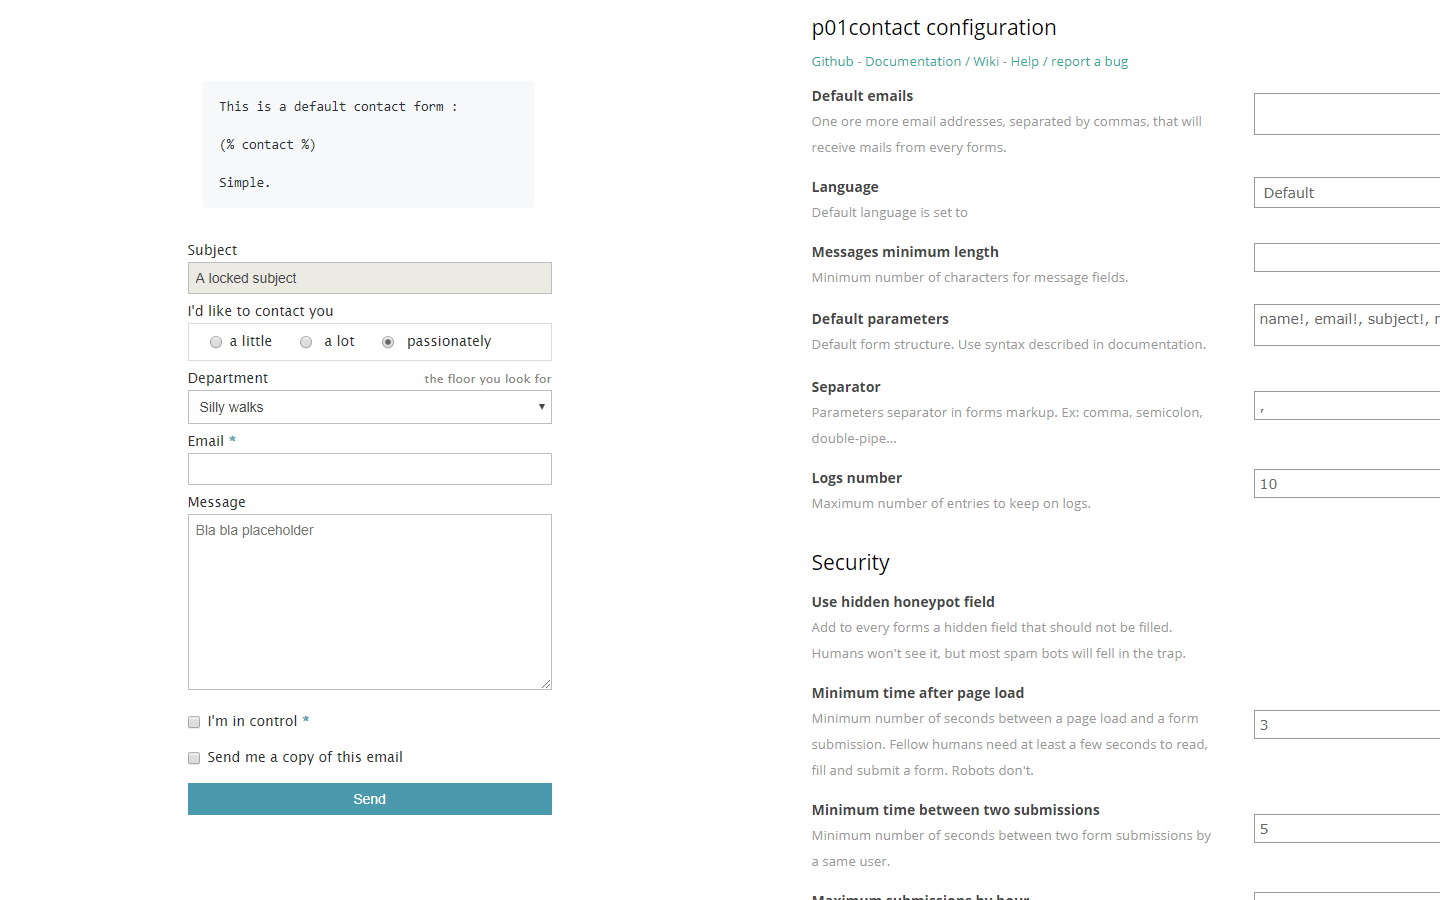 This is a default contact form :
(% contact %)
Simple.
Subject
A locked subject
I'd like to contact you
a little a lot passionately
Department the floor you look for
Silly walks
Email *
Message
Bla bla placeholder
I'm in control *
Send me a copy of this email
Send
p01contact configuration
Github - Documentation / Wiki - Help / report a bug
Default emails
One ore more email addresses, separated by commas, that will
receive mails from every forms.
Language
Default language is set to
Default
Messages minimum length
Minimum number of characters for message fields.
Default parameters
Default form structure. Use syntax described in documentation.
name!, email!, subject!,
Separator
Parameters separator in forms markup. Ex: comma, semicolon,
double-pipe...
,
Logs number
Maximum number of entries to keep on logs.
10
Security
Use hidden honeypot field
Add to every forms a hidden field that should not be filled.
Humans won't see it, but most spam bots will fell in the trap.
Minimum time after page load
Minimum number of seconds between a page load and a form
submission. Fellow humans need at least a few seconds to read,
fill and submit a form. Robots don't.
3
Minimum time between two submissions
Minimum number of seconds between two form submissions by
a same user.
5
Maximum submissions by hour